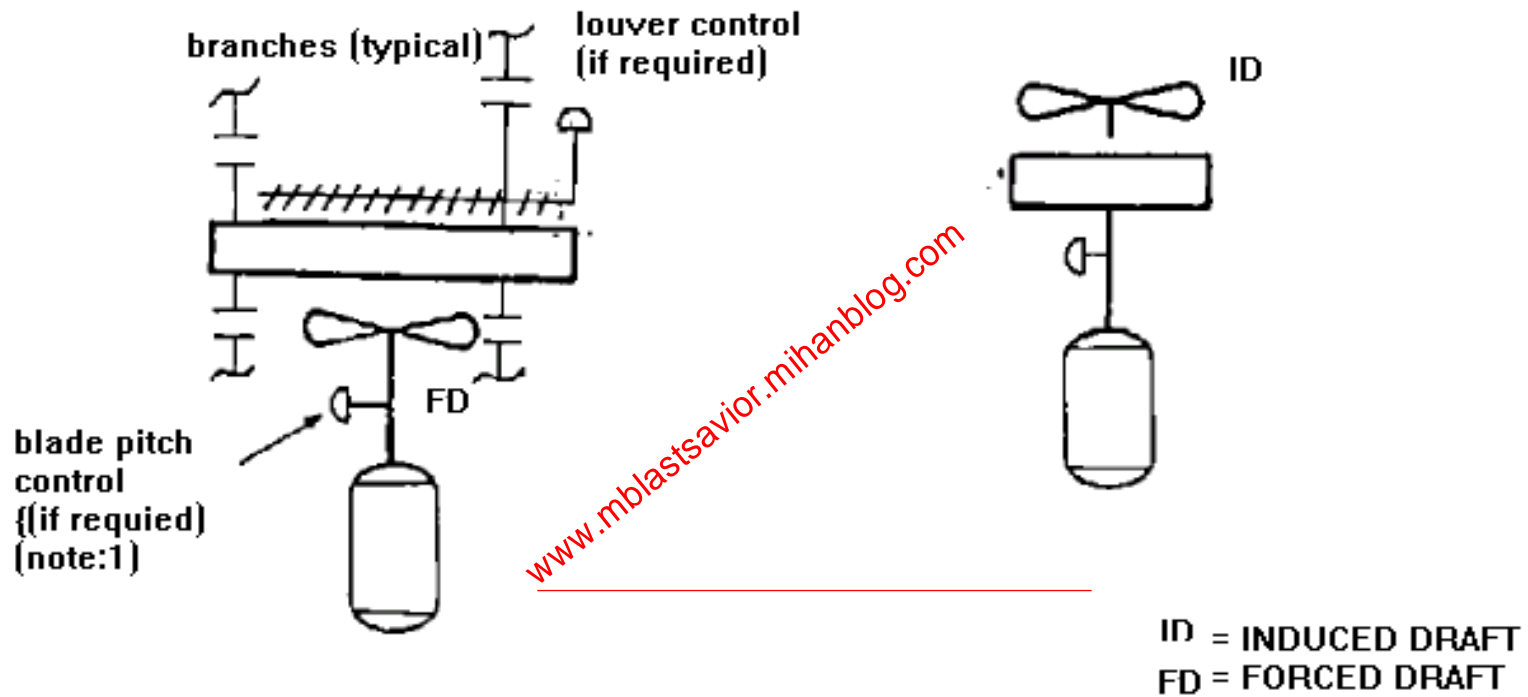 branches (typical)
louver control
(if required)
ID
FD
blade pitch
control
{(if requied)
(note:1)
www.mblastsavior.mihanblog.com
ID = INDUCED DRAFT
FD = FORCED DRAFT